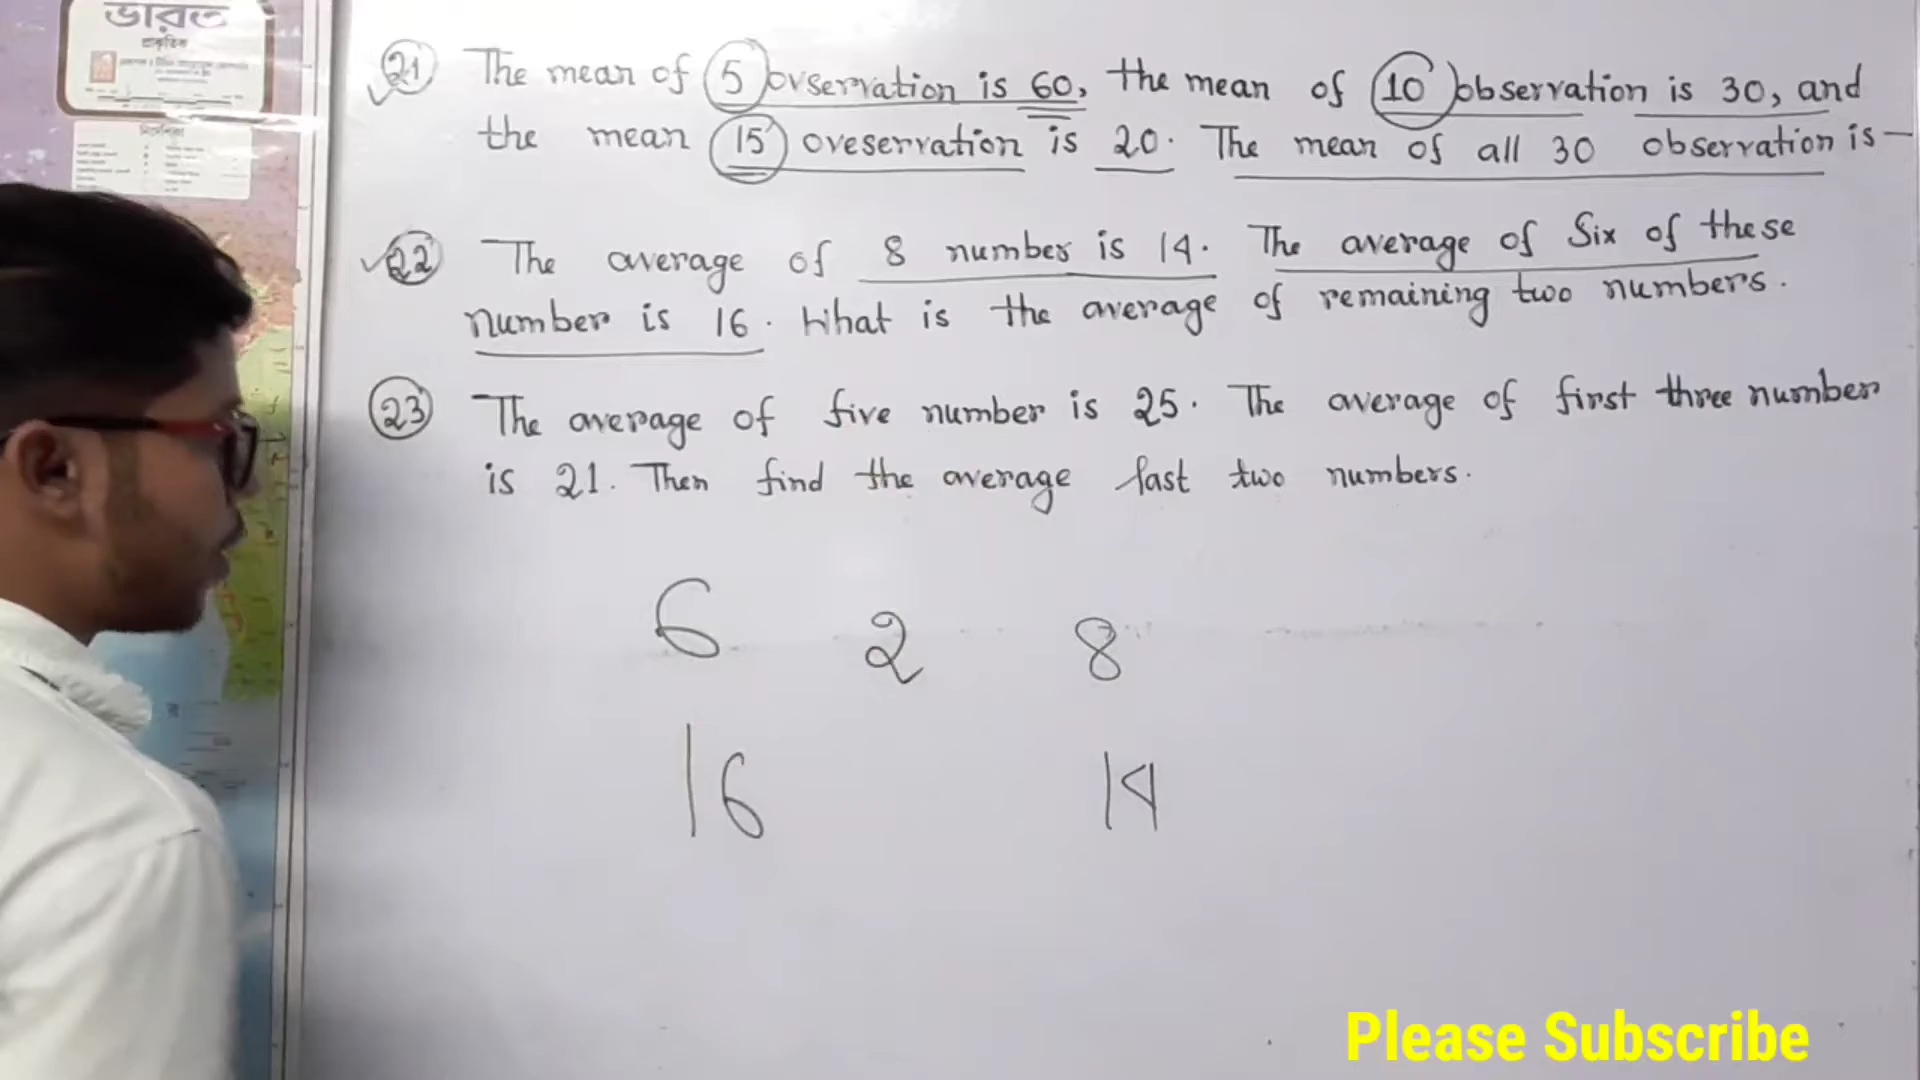 ভারত
প্রাকৃতিক
21 The mean of 5 ovservation is 60, the mean of 10 observation is 30, and
the mean 15 oveservation is 20. The mean of all 30 observation is —
22 The average of 8 number is 14. The average of Six of these
number is 16. What is the average of remaining two numbers.
23 The average of five number is 25. The average of first three number
is 21. Then find the average last two numbers.
6 2 8
16 14
Please Subscribe